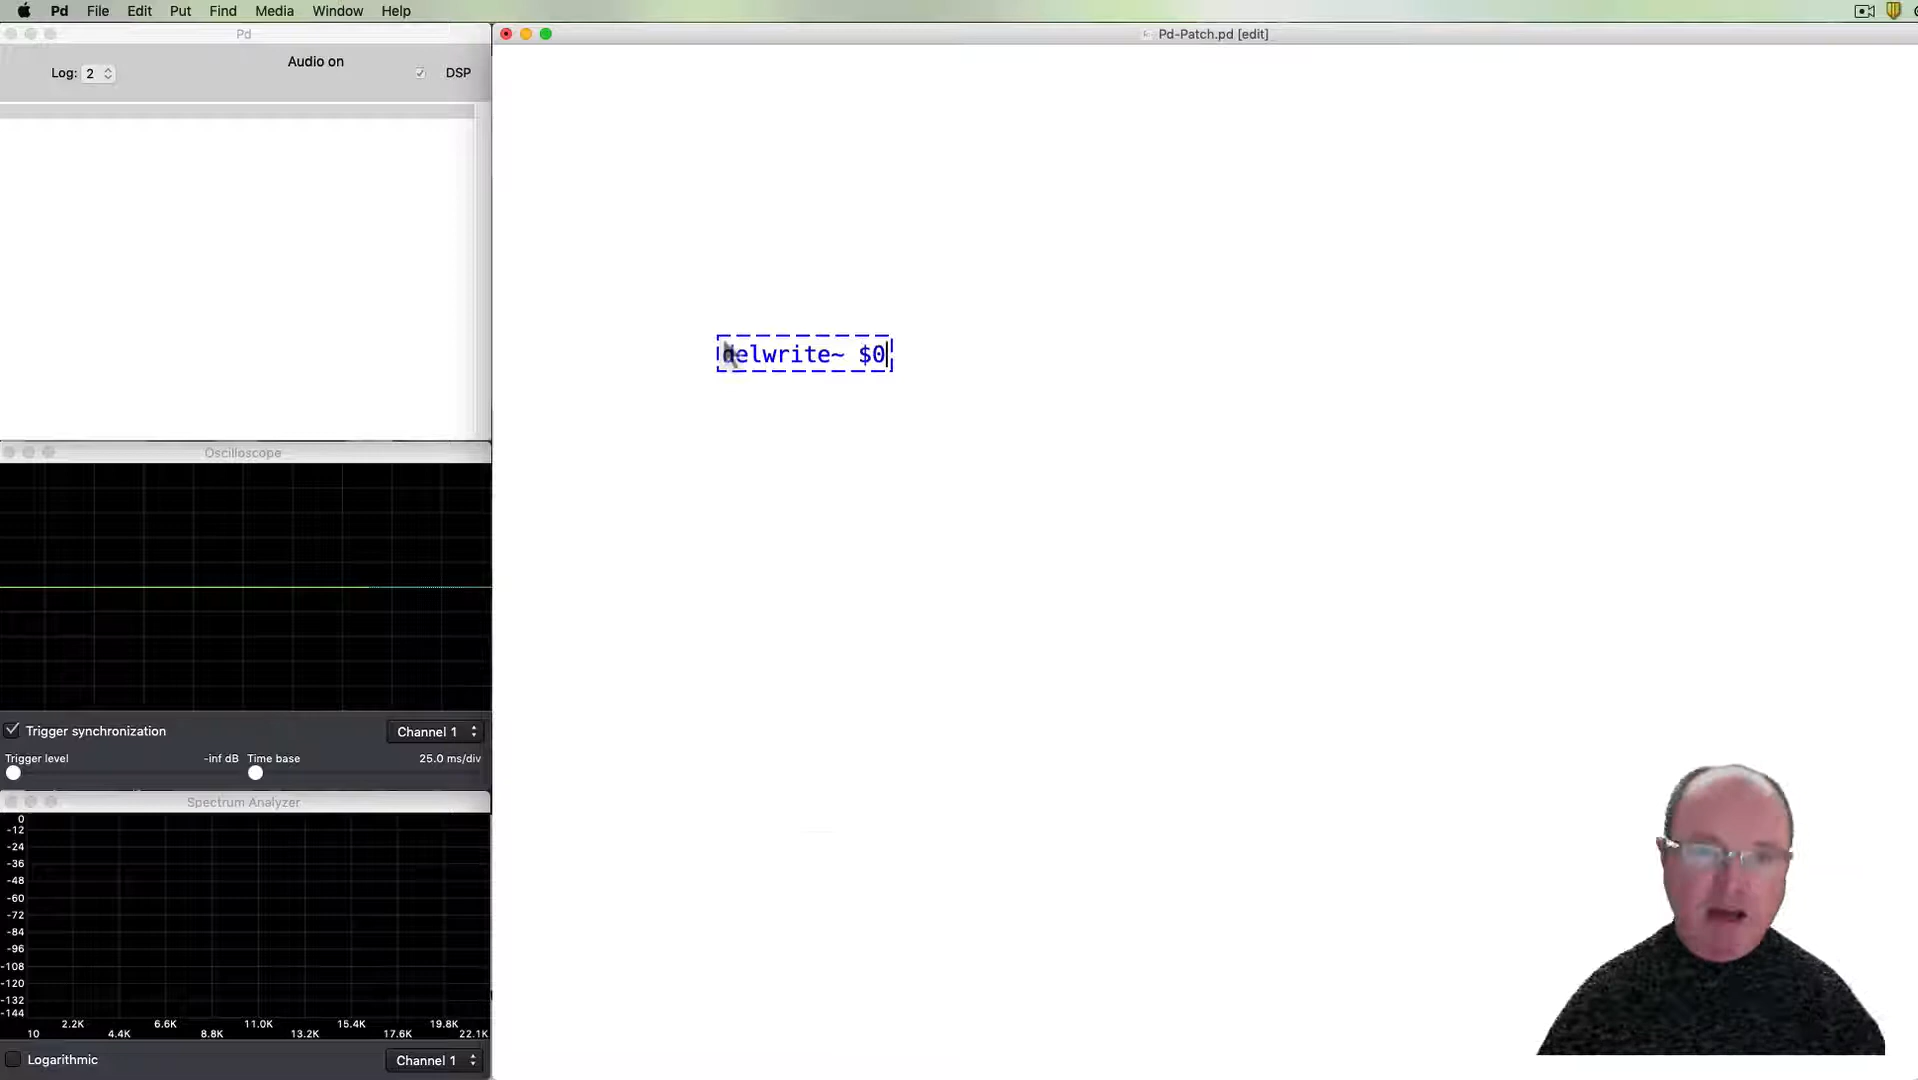 Pd File Edit Put Find Media Window Help
Pd
Audio on
Log: 2
DSP
Pd-Patch.pd [edit]
delwrite~ $0
Oscilloscope
Trigger synchronization
Channel 1
Trigger level -inf dB
Time base 25.0 ms/div
Spectrum Analyzer
0
-12
-24
-36
-48
-60
-72
-84
-96
-108
-120
-132
-144
2.2K 6.6K 11.0K 15.4K 19.8K
10 4.4K 8.8K 13.2K 17.6K 22.1K
Logarithmic
Channel 1